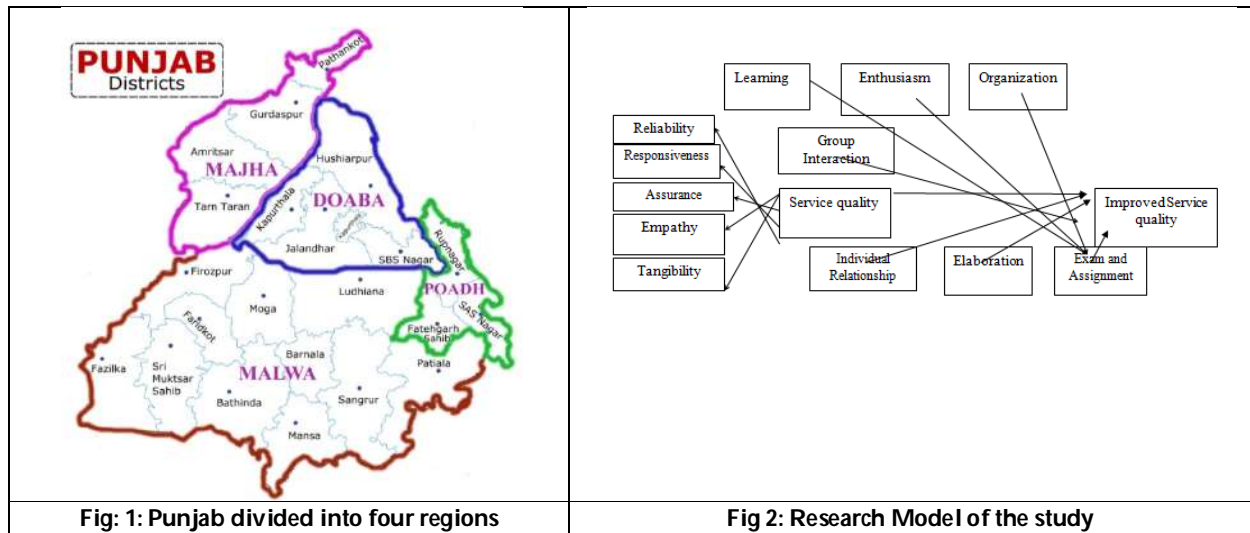 PUNJAB
Districts
Pathankot
Gurdaspur
Amritsar
MAJHA
Tarn Taran
Hushiarpur
DOABA
Kapurthala
Kapurthala
Jalandhar
SBS Nagar
Rupnagar
POADH
SAS Nagar
Fatehgarh
Sahib
Patiala
Firozpur
Ludhiana
Moga
Faridkot
Fazilka
Sri
Muktsar
Sahib
Barnala
MALWA
Bathinda
Sangrur
Mansa
Fig: 1: Punjab divided into four regions
Learning
Enthusiasm
Organization
Reliability
Responsiveness
Assurance
Empathy
Tangibility
Group
Interaction
Service quality
Improved Service
quality
Individual
Relationship
Elaboration
Exam and
Assignment
Fig 2: Research Model of the study